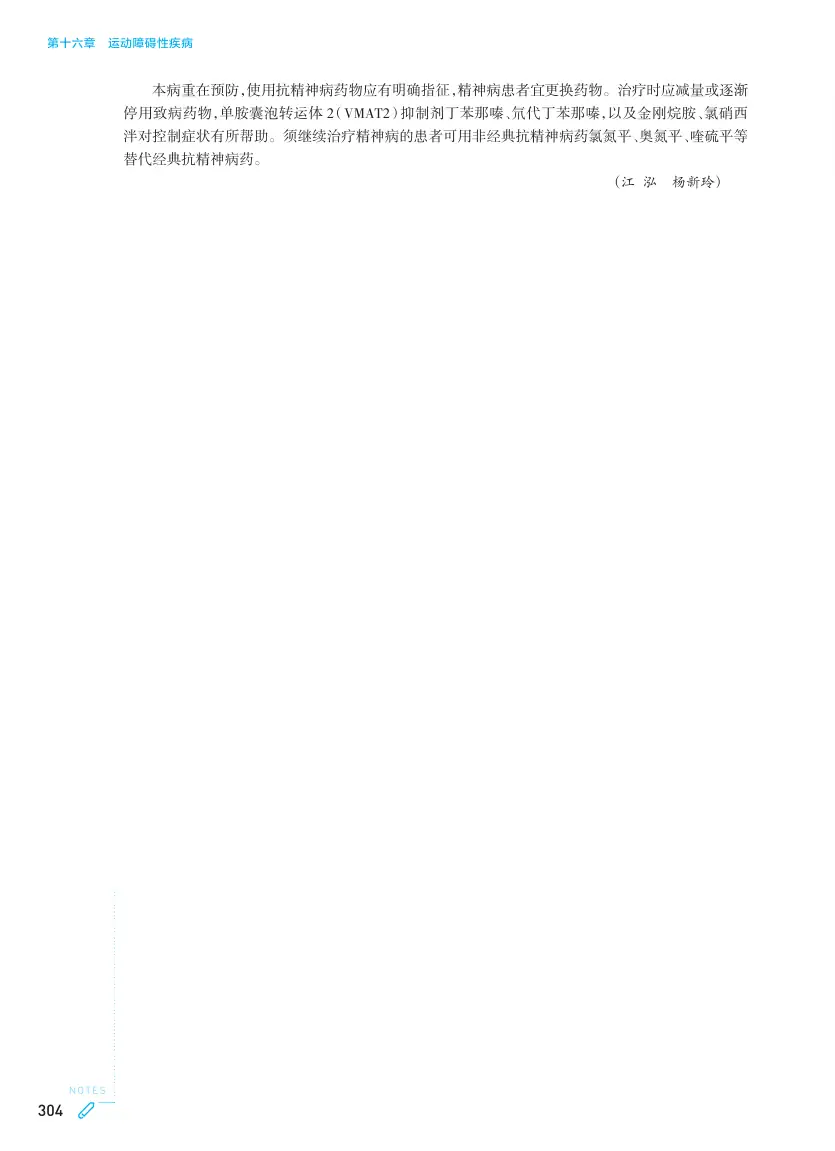 第十六章 运动障碍性疾病
本病重在预防,使用抗精神病药物应有明确指征,精神病患者宜更换药物。治疗时应减量或逐渐
停用致病药物,单胺囊泡转运体 2(VMAT2)抑制剂丁苯那嗪、氘代丁苯那嗪,以及金刚烷胺、氯硝西
泮对控制症状有所帮助。须继续治疗精神病的患者可用非经典抗精神病药氯氮平、奥氮平、喹硫平等
替代经典抗精神病药。
(江 泓 杨新玲)
NOTES
304